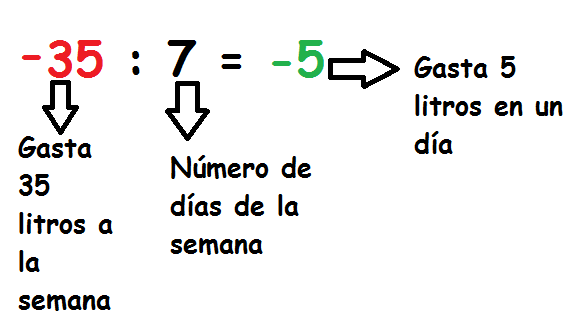 -35 : 7 = -5
Gasta 5
litros en un
día
Gasta
35
litros a
la
semana
Número de
días de la
semana